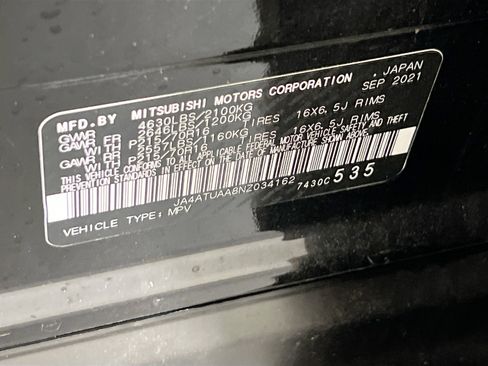 MFD.BY MITSUBISHI MOTORS CORPORATION JAPAN
GVWR 4630LBS/2100KG SEP 2021
GAWR FR 2646LBS/1200KG
P215/70R16 TIRES 16X6.5J RIMS
GAWR RR 2557LBS/1160KG
P215/70R16 TIRES 16X6.5J RIMS
THIS VEHICLE CONFORMS TO ALL APPLICABLE FEDERAL MOTOR VEHICLE SAFETY AND THEFT
PREVENTION STANDARDS IN EFFECT ON THE DATE OF MANUFACTURE SHOWN ABOVE.
JA4ATUAA8NZ034162 7430C 535
VEHICLE TYPE: MPV